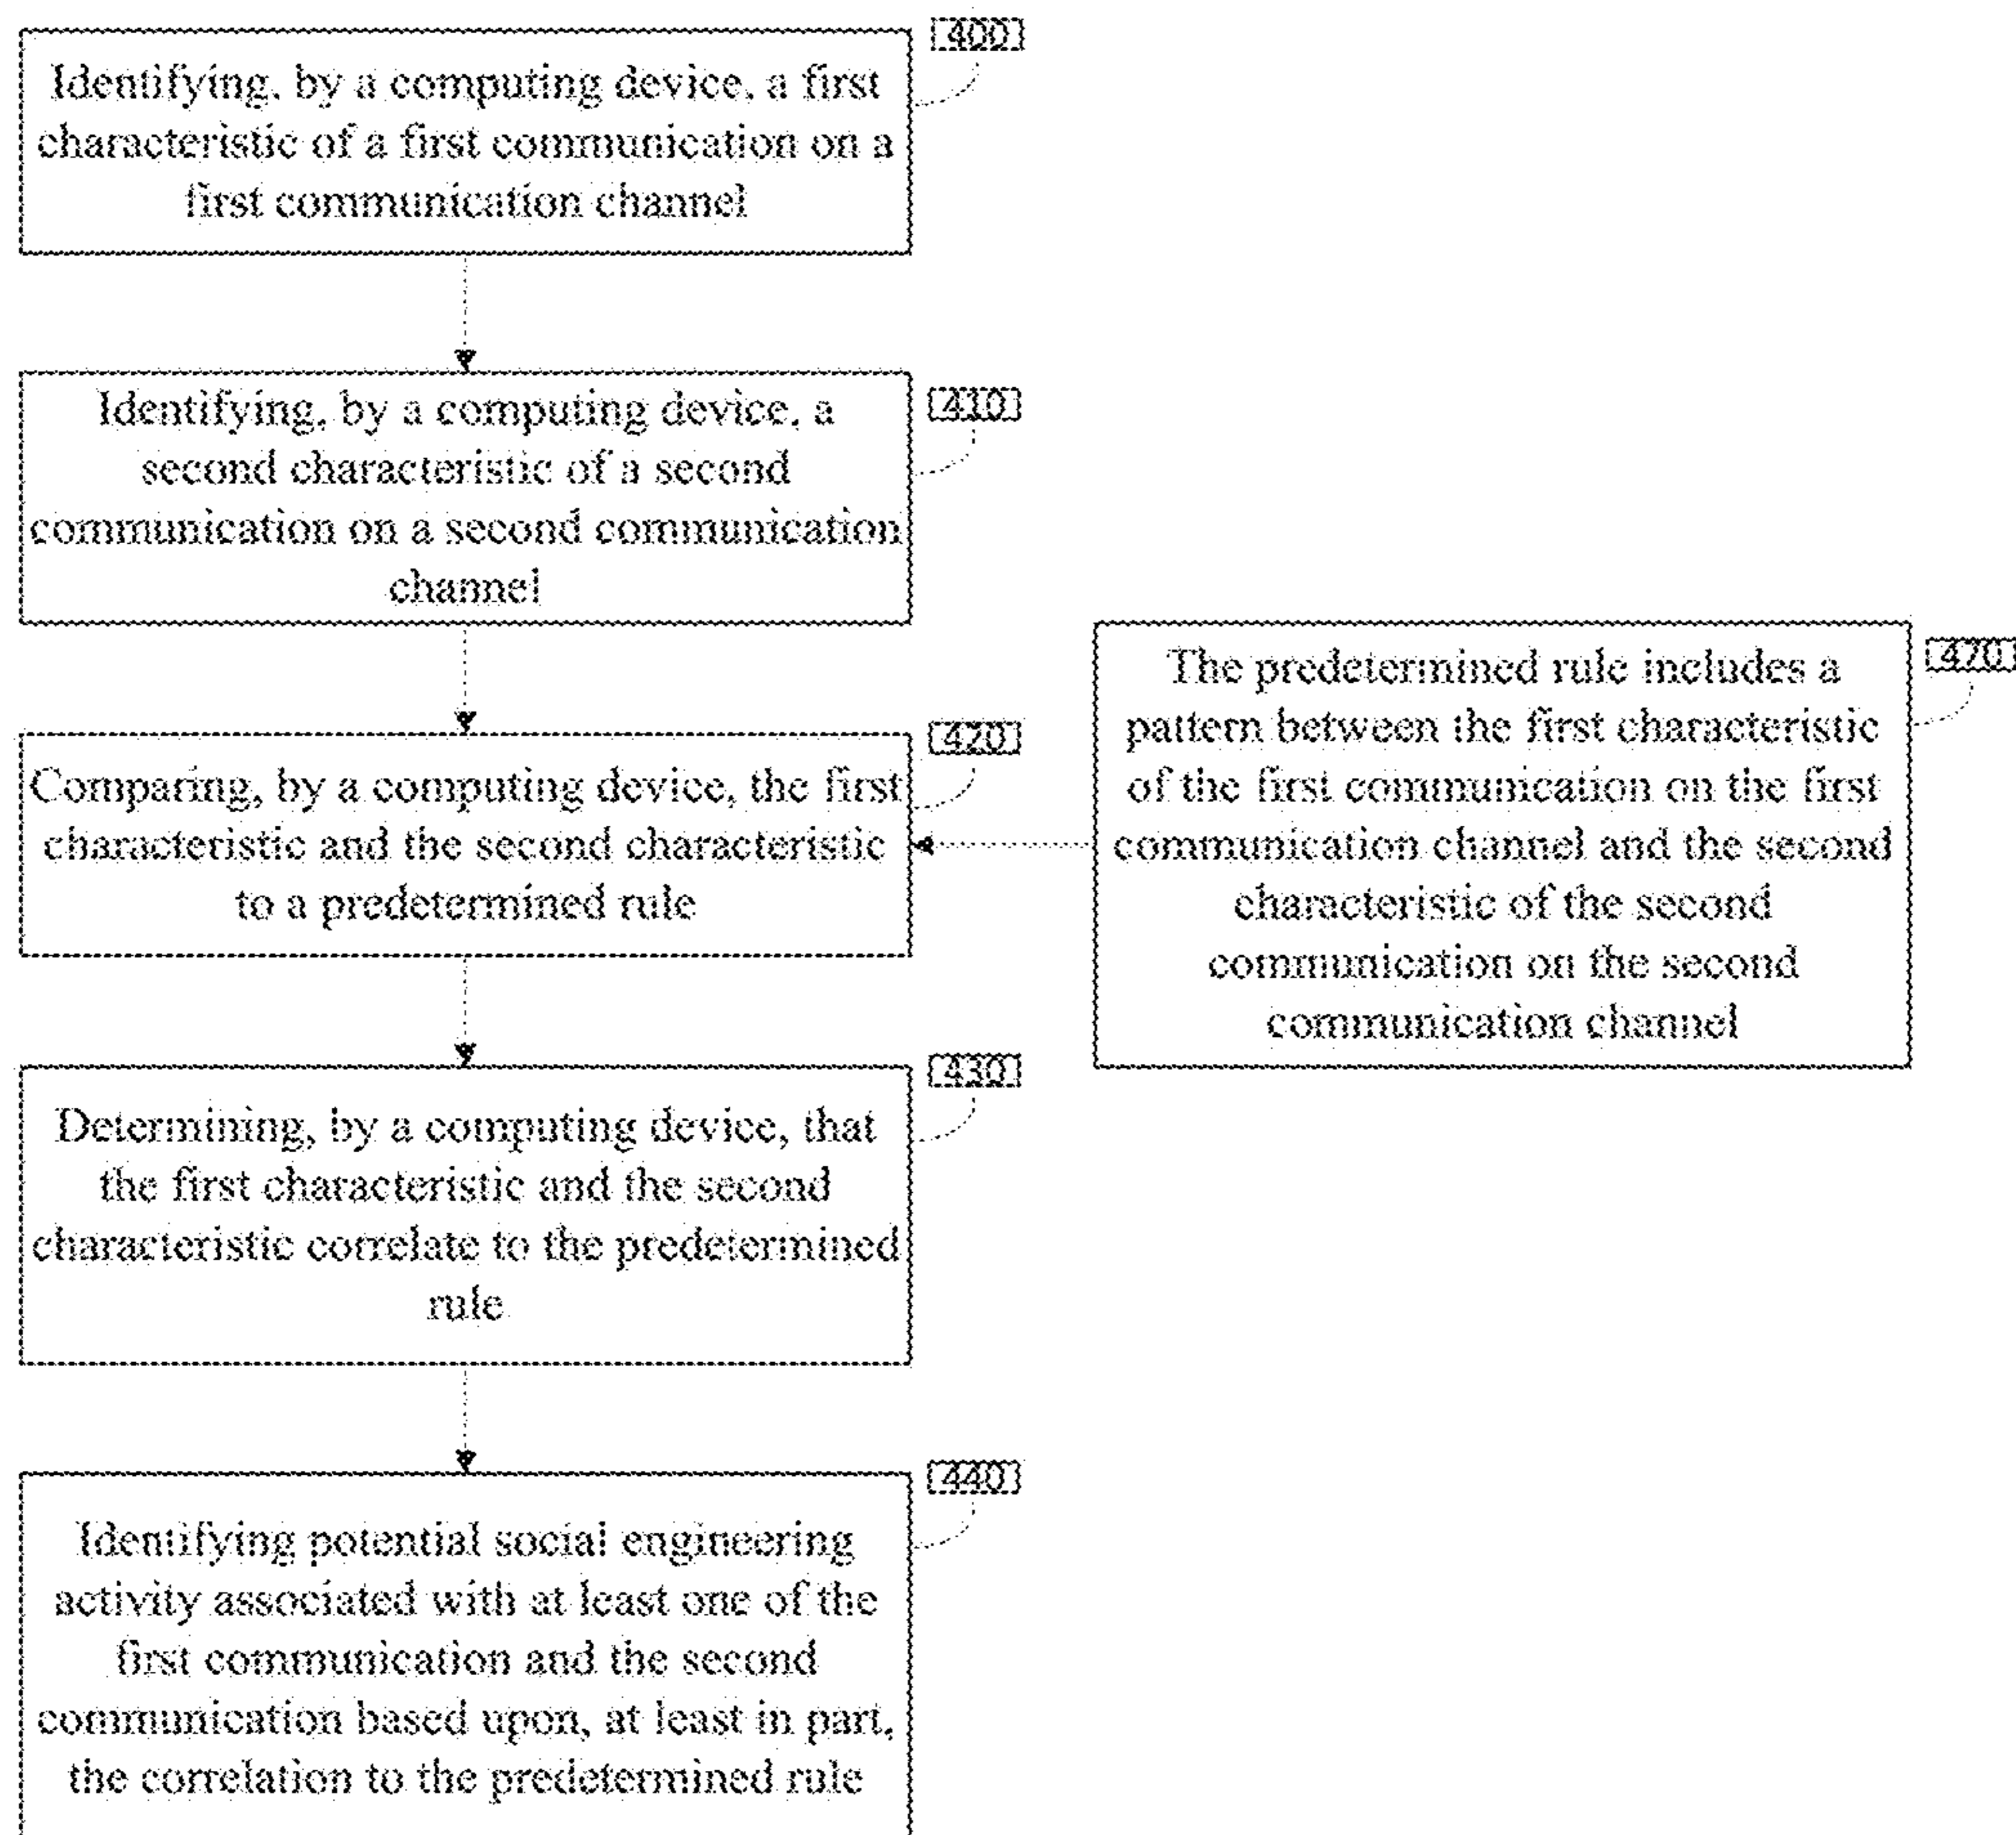 400
Identifying, by a computing device, a first
characteristic of a first communication on a
first communication channel
410
Identifying, by a computing device, a
second characteristic of a second
communication on a second communication
channel
420
Comparing, by a computing device, the first
characteristic and the second characteristic
to a predetermined rule
470
The predetermined rule includes a
pattern between the first characteristic
of the first communication on the first
communication channel and the second
characteristic of the second
communication on the second
communication channel
430
Determining, by a computing device, that
the first characteristic and the second
characteristic correlate to the predetermined
rule
440
Identifying potential social engineering
activity associated with at least one of the
first communication and the second
communication based upon, at least in part,
the correlation to the predetermined rule